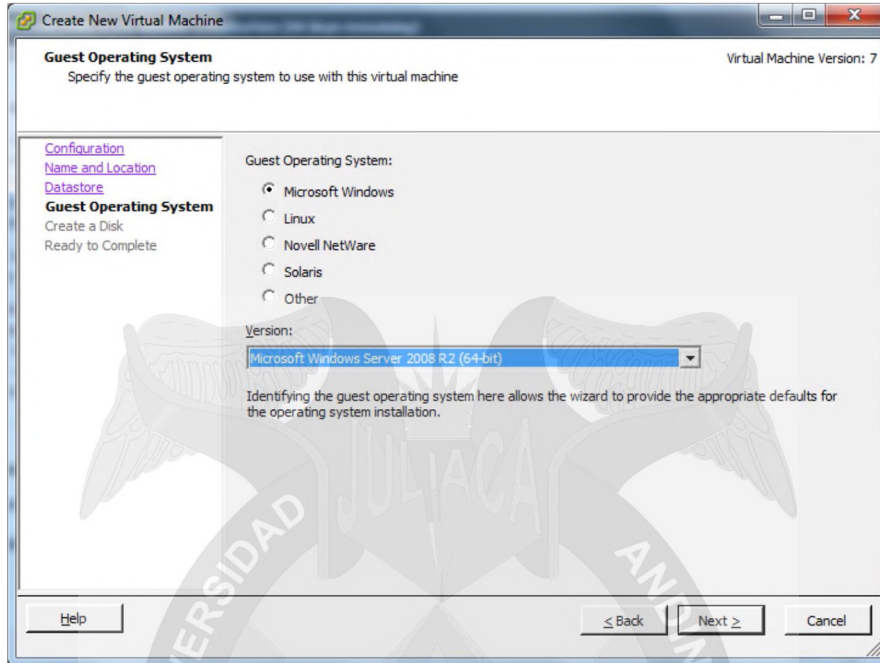 Create New Virtual Machine
Guest Operating System
Virtual Machine Version: 7
Specify the guest operating system to use with this virtual machine
Configuration
Name and Location
Datastore
Guest Operating System
Create a Disk
Ready to Complete
Guest Operating System:
Microsoft Windows
Linux
Novell NetWare
Solaris
Other
Version:
Microsoft Windows Server 2008 R2 (64-bit)
Identifying the guest operating system here allows the wizard to provide the appropriate defaults for
the operating system installation.
JULIACA
ERSIDAD
ANDIN
Help
< Back
Next >
Cancel